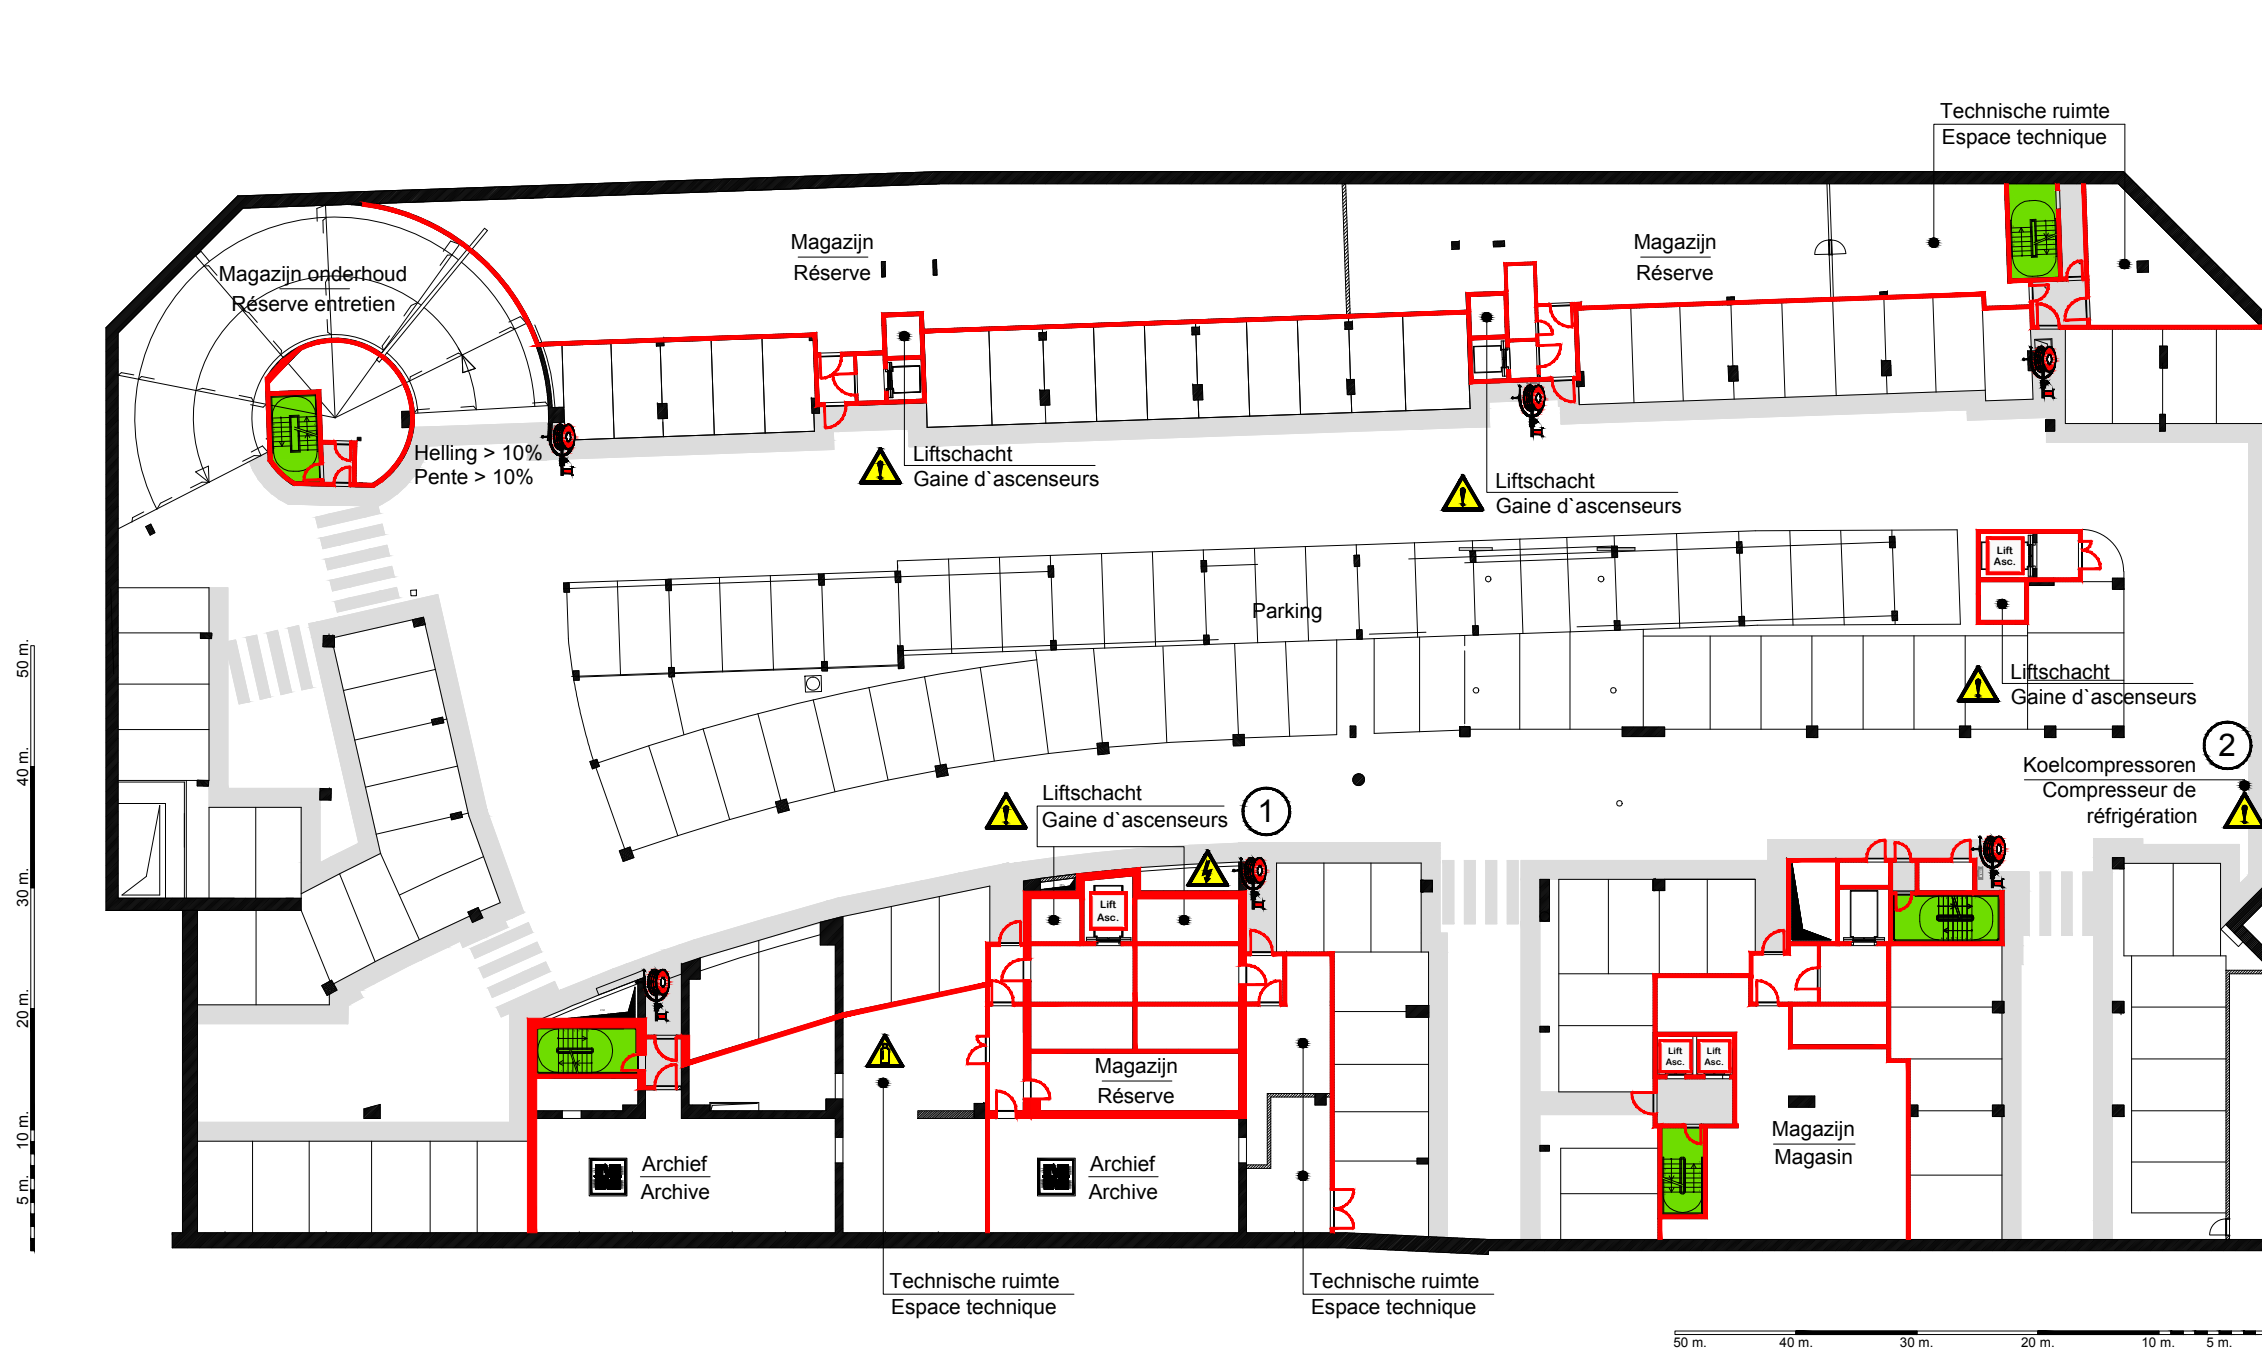 Technische ruimte
Espace technique
Magazijn
Réserve
Magazijn
Réserve
Magazijn onderhoud
Réserve entretien
Helling > 10%
Pente > 10%
Liftschacht
Gaine d`ascenseurs
Liftschacht
Gaine d`ascenseurs
Lift
Asc.
Parking
Liftschacht
Gaine d`ascenseurs
2
Koelcompressoren
Compresseur de
réfrigération
Liftschacht
Gaine d`ascenseurs
1
Lift
Asc.
Lift
Asc.
Lift
Asc.
Magazijn
Réserve
Magazijn
Magasin
Archief
Archive
Archief
Archive
Technische ruimte
Espace technique
Technische ruimte
Espace technique
50 m.
40 m.
30 m.
20 m.
10 m.
5 m.
50 m.
40 m.
30 m.
20 m.
10 m.
5 m.